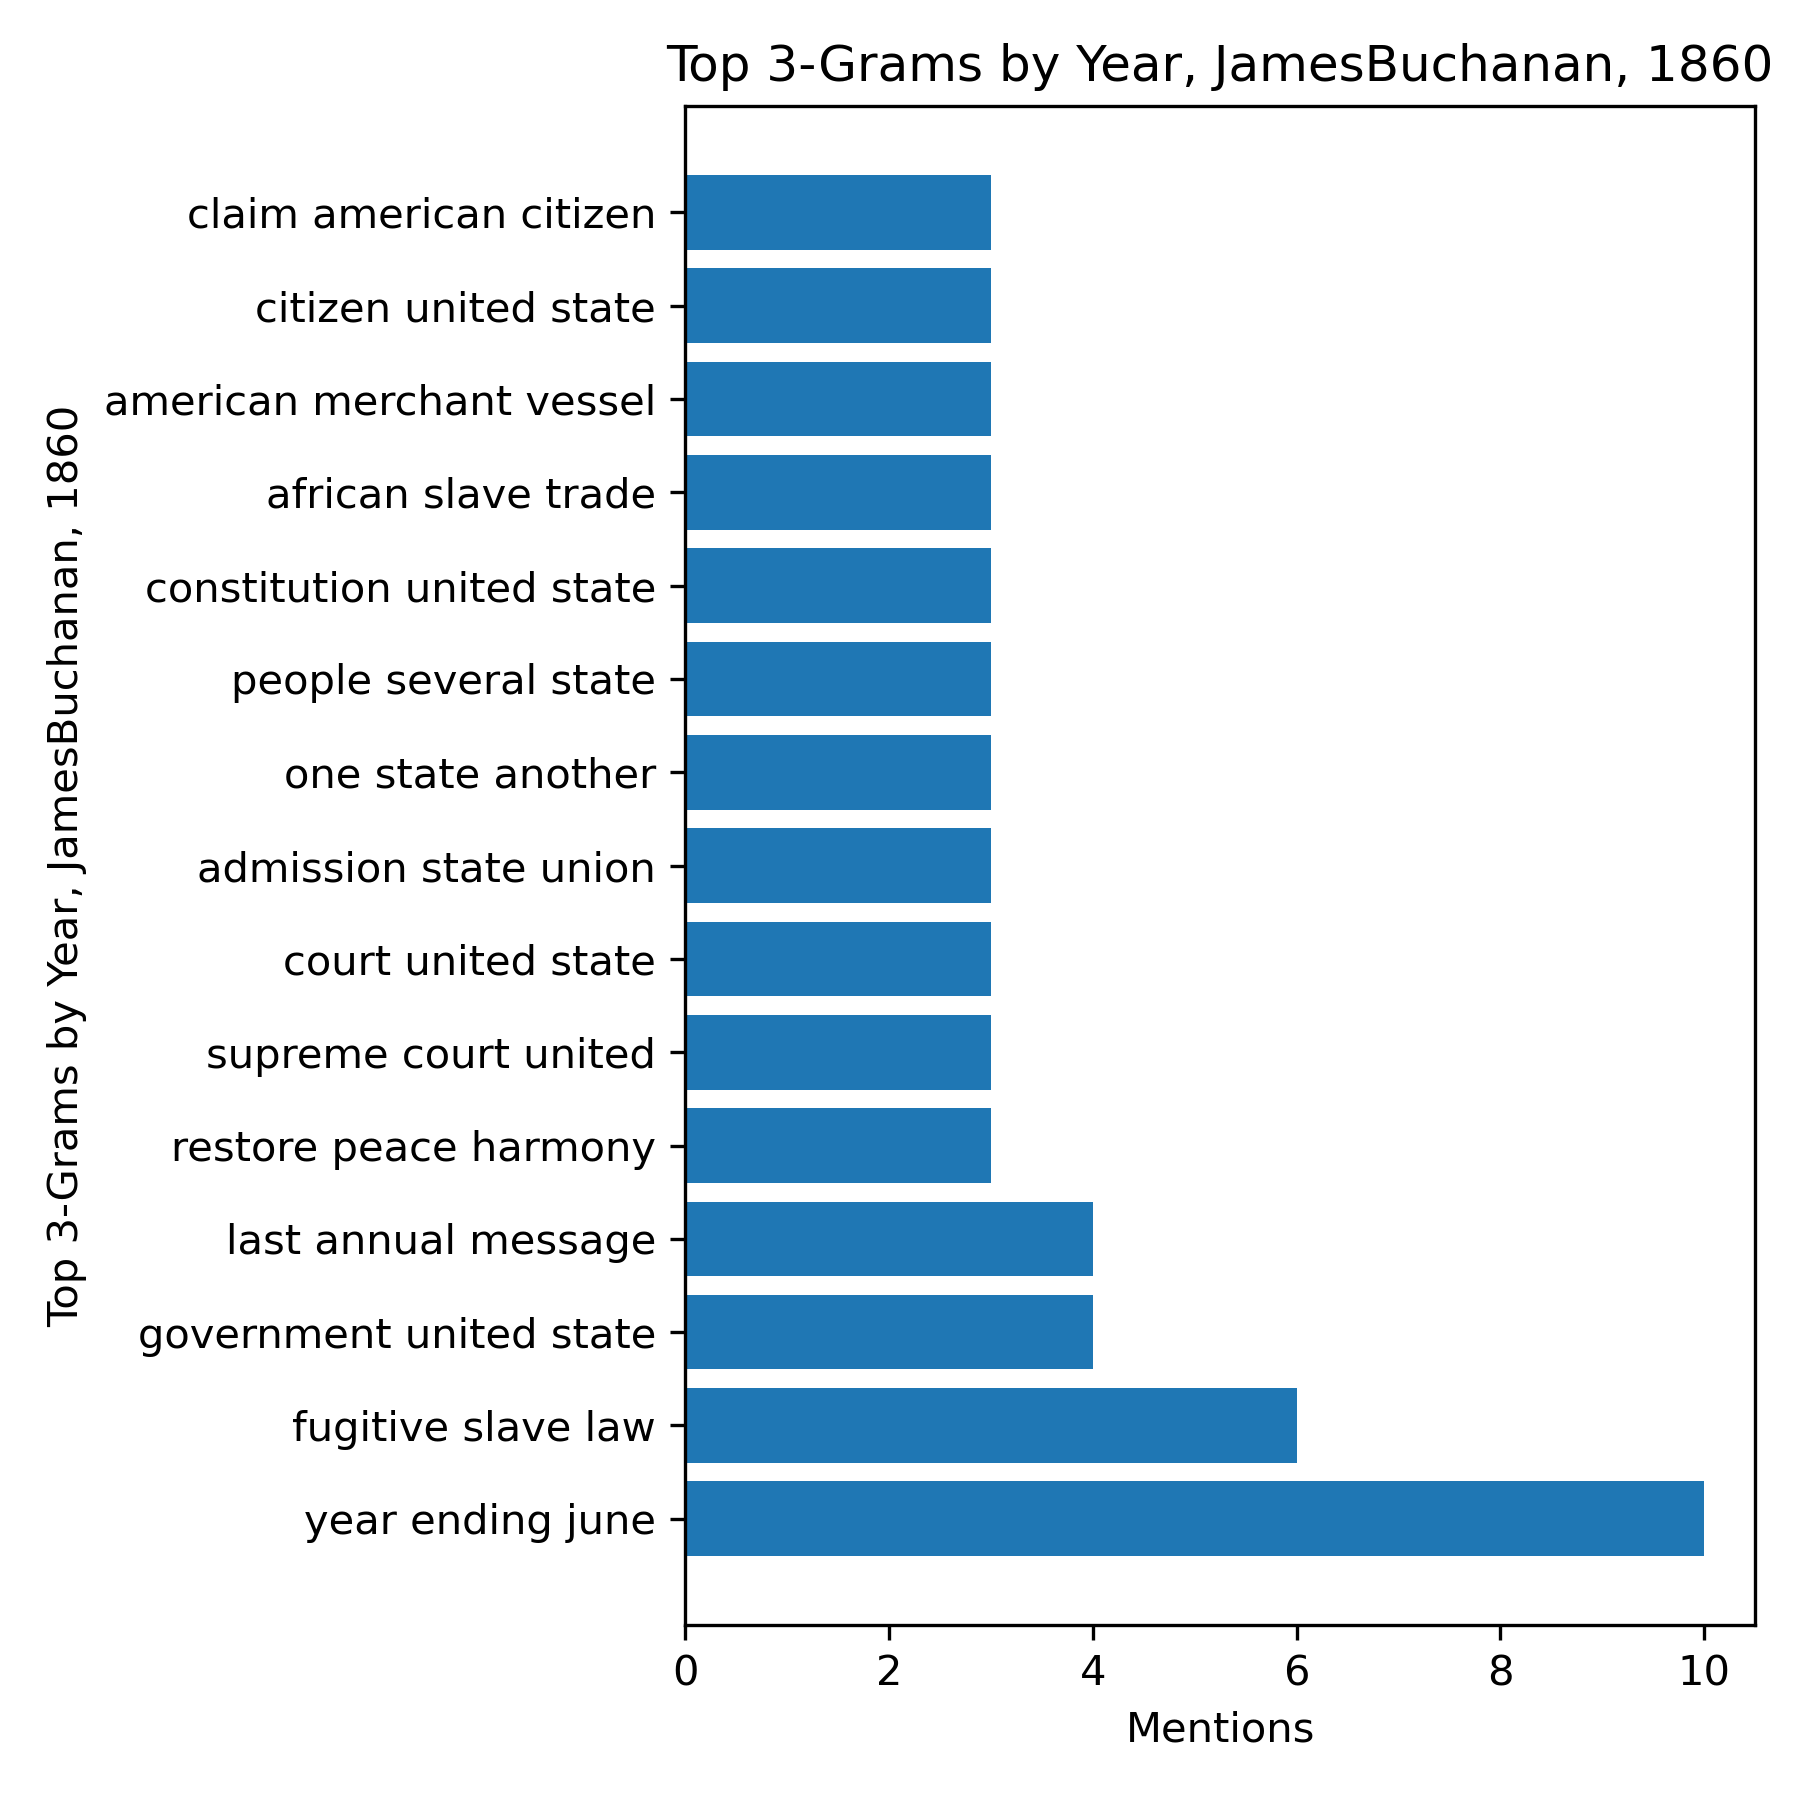 Top 3-Grams by Year, JamesBuchanan, 1860
Top 3-Grams by Year, JamesBuchanan, 1860
claim american citizen
citizen united state
american merchant vessel
african slave trade
constitution united state
people several state
one state another
admission state union
court united state
supreme court united
restore peace harmony
last annual message
government united state
fugitive slave law
year ending june
0 2 4 6 8 10
Mentions